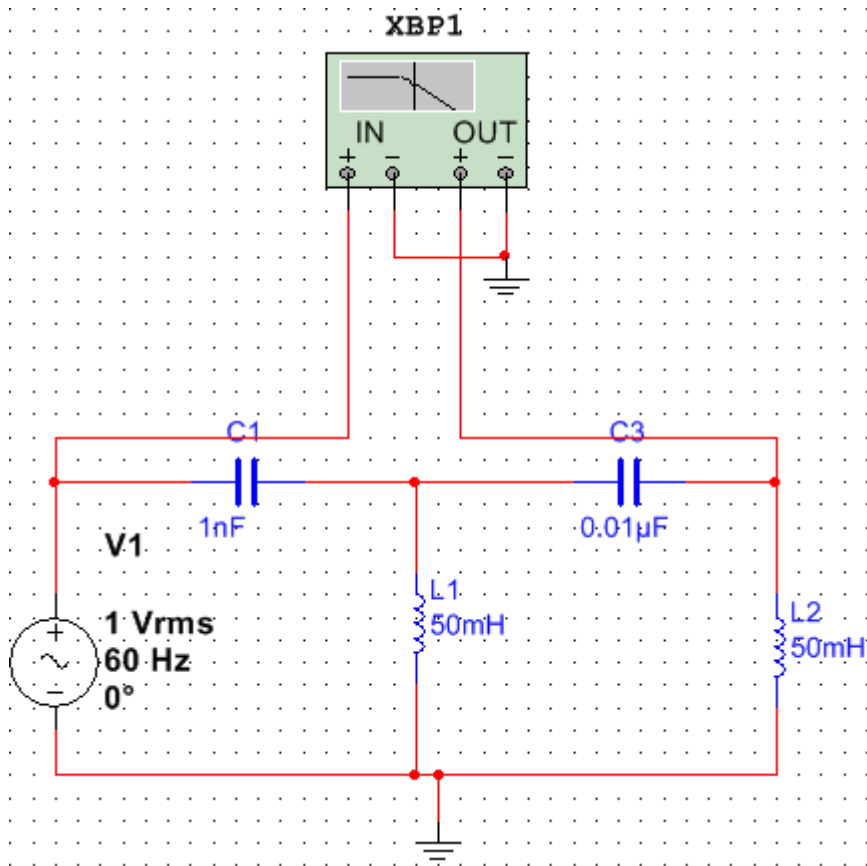 XBP1
IN OUT
+ − + −
C1
C3
1nF
0.01µF
V1
L1
50mH
L2
50mH
+
1 Vrms
60 Hz
−
0°